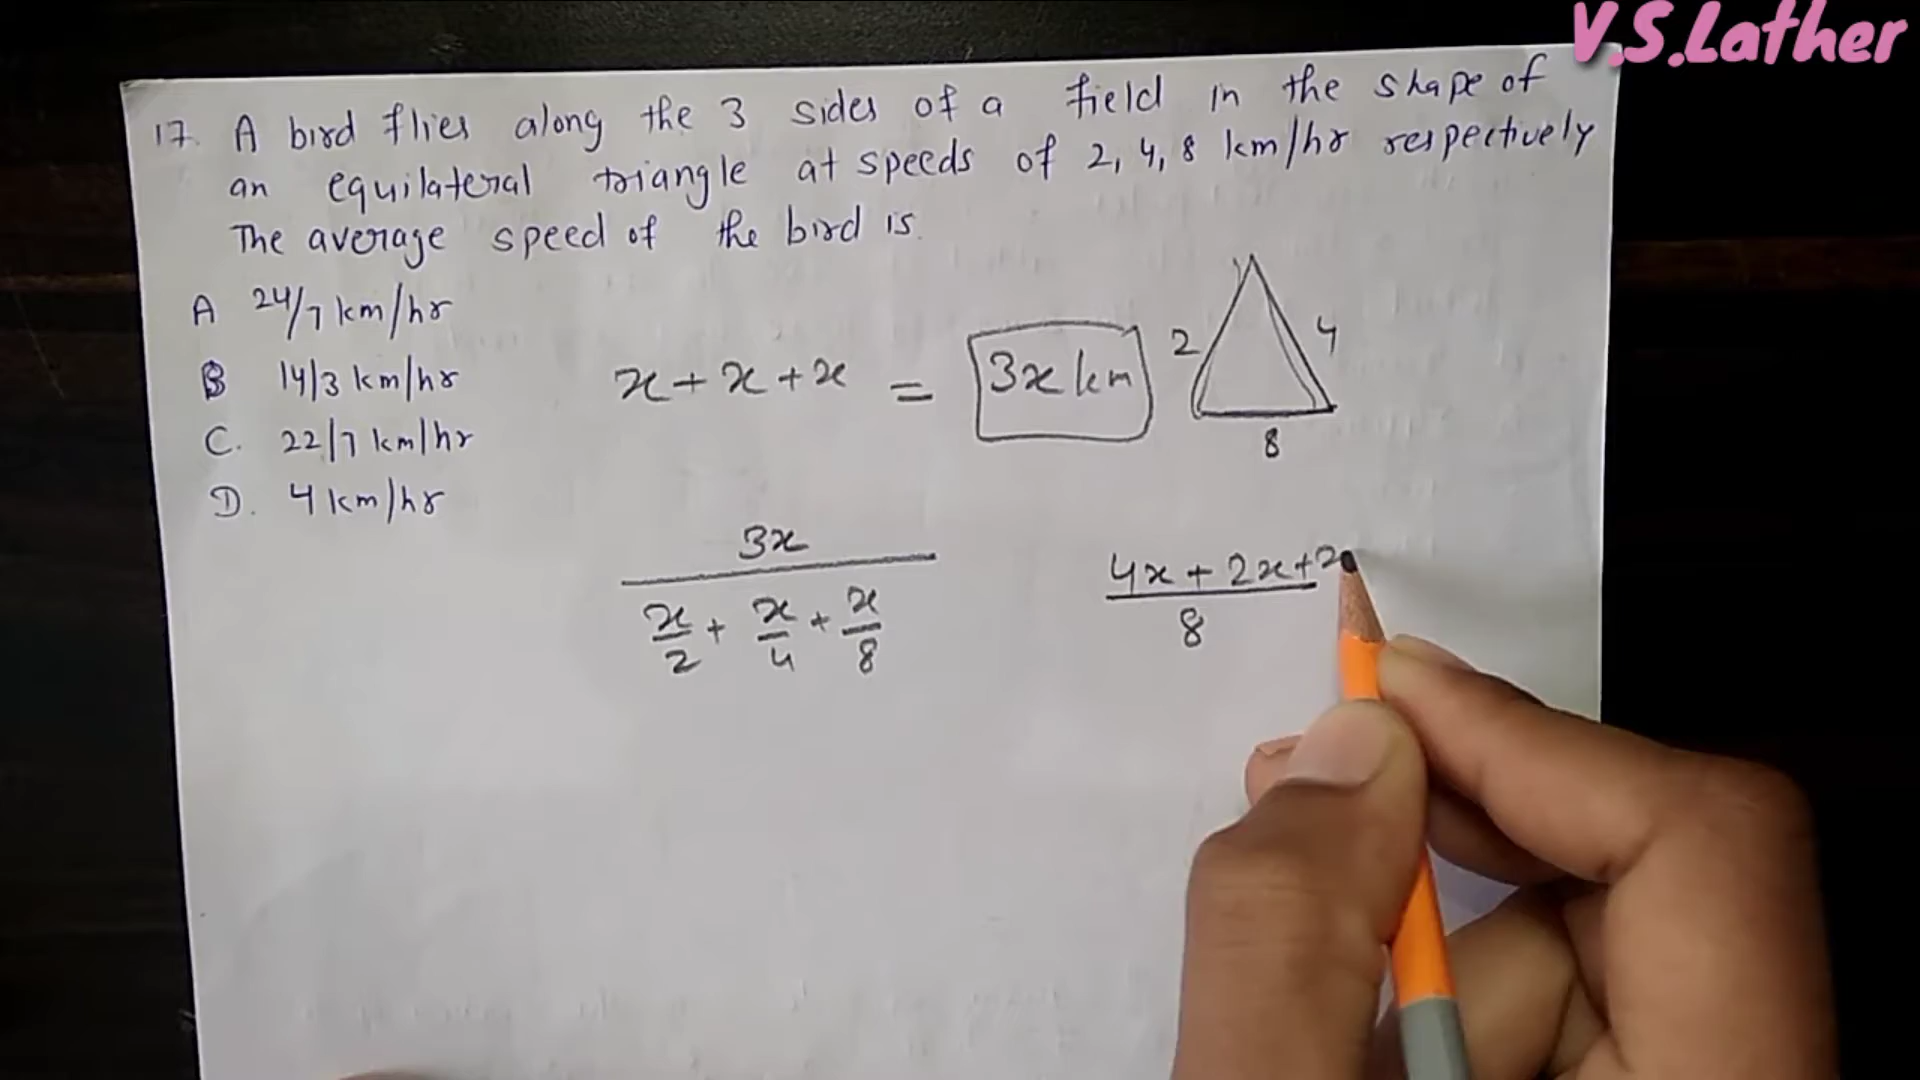 V.S.Lather
17. A bird flies along the 3 sides of a field in the shape of
an equilateral triangle at speeds of 2, 4, 8 km/hr respectively
The average speed of the bird is.
A 24/7 km/hr
B 14/3 km/hr
C. 22/7 km/hr
D. 4 km/hr
x + x + x = 3x km
2 4
8
3x
x/2 + x/4 + x/8
4x + 2x + x
8